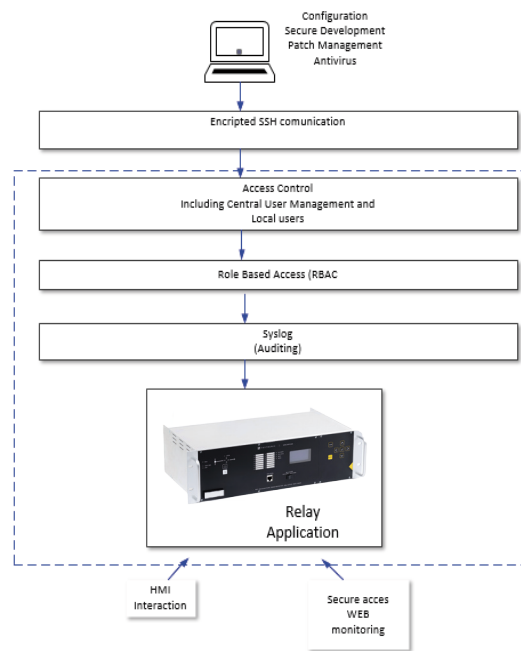 Configuration
Secure Development
Patch Management
Antivirus
Encripted SSH comunication
Access Control
Including Central User Management and
Local users
Role Based Access (RBAC
Syslog
(Auditing)
Relay
Application
HMI
Interaction
Secure acces
WEB
monitoring